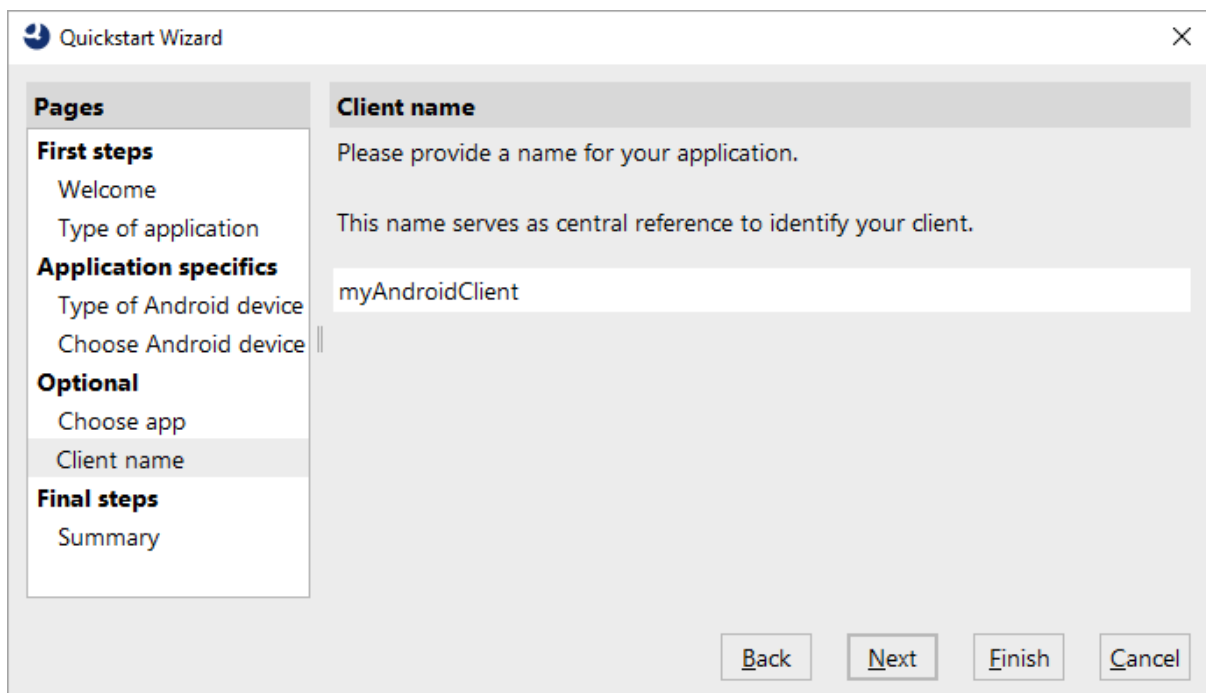 Quickstart Wizard
Pages
First steps
Welcome
Type of application
Application specifics
Type of Android device
Choose Android device
Optional
Choose app
Client name
Final steps
Summary
Client name
Please provide a name for your application.
This name serves as central reference to identify your client.
myAndroidClient
Back Next Finish Cancel